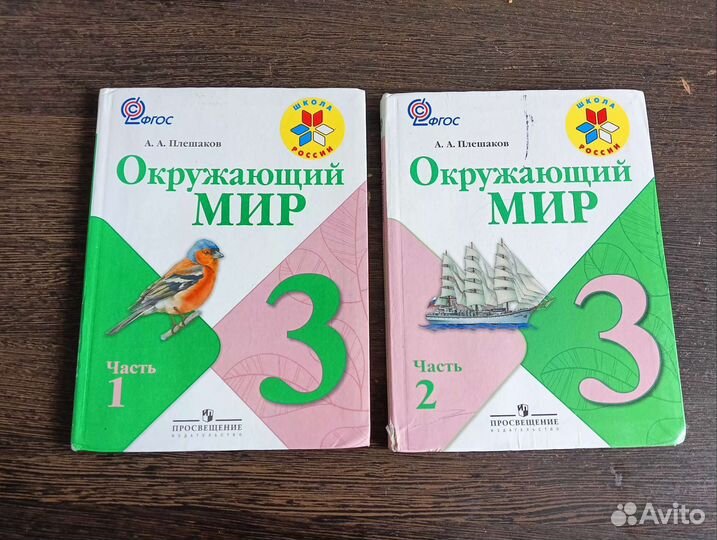 ФГОС
ШКОЛА
РОССИИ
А. А. Плешаков
Окружающий
МИР
3
Часть
1
ПРОСВЕЩЕНИЕ
ИЗДАТЕЛЬСТВО
ФГОС
ШКОЛА
РОССИИ
А. А. Плешаков
Окружающий
МИР
3
Часть
2
ПРОСВЕЩЕНИЕ
ИЗДАТЕЛЬСТВО
Avito